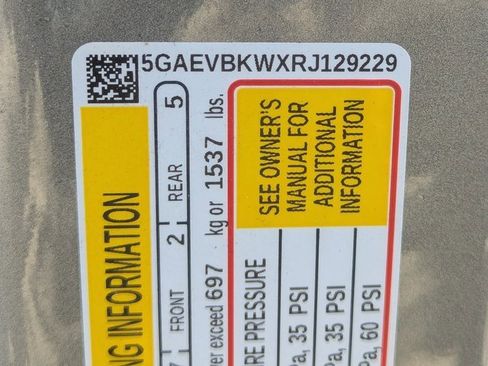 5GAEVBKWXRJ129229
NG INFORMATION
FRONT 2 REAR 5
er exceed 697 kg or 1537 lbs.
RE PRESSURE
SEE OWNER'S
MANUAL FOR
ADDITIONAL
INFORMATION
Pa, 35 PSI
Pa, 35 PSI
Pa, 60 PSI